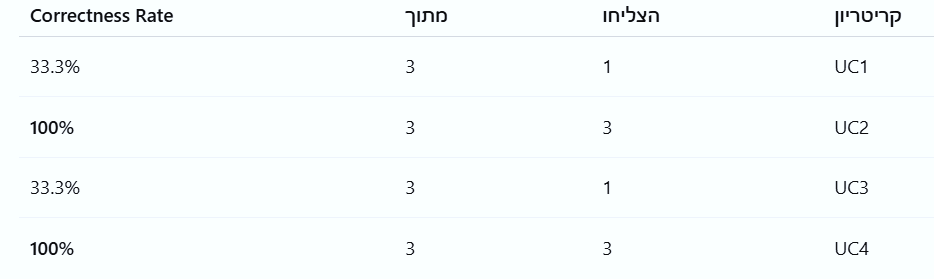 קריטריון הצליחו מתוך Correctness Rate
UC1 1 3 33.3%
UC2 3 3 100%
UC3 1 3 33.3%
UC4 3 3 100%